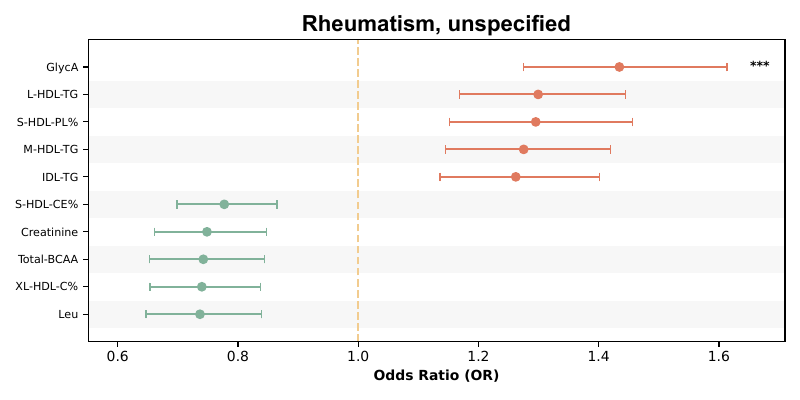 Rheumatism, unspecified
GlycA
***
L-HDL-TG
S-HDL-PL%
M-HDL-TG
IDL-TG
S-HDL-CE%
Creatinine
Total-BCAA
XL-HDL-C%
Leu
0.6 0.8 1.0 1.2 1.4 1.6
Odds Ratio (OR)